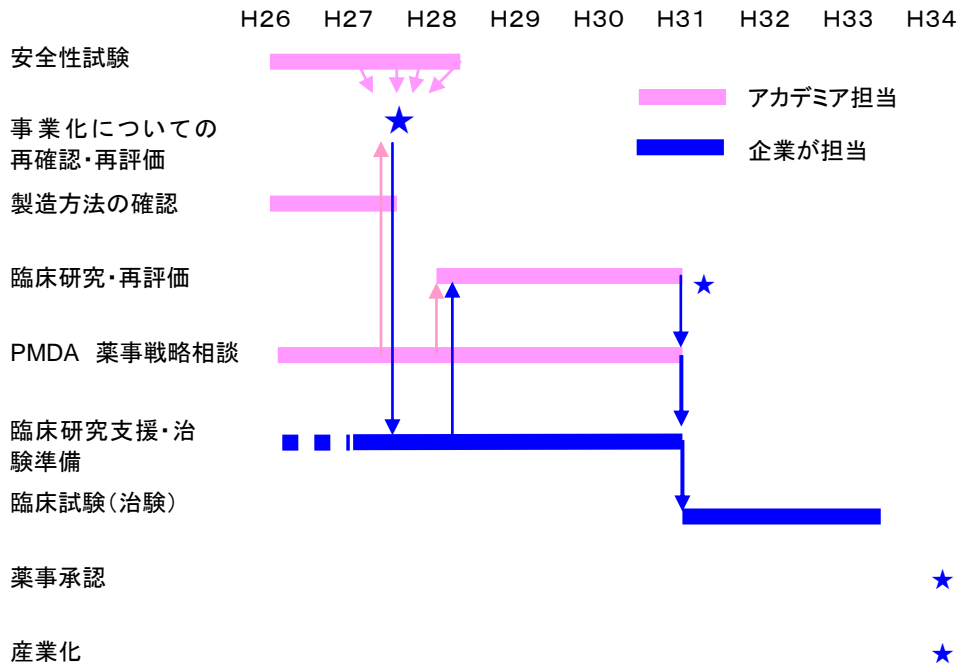 H26 H27 H28 H29 H30 H31 H32 H33 H34
安全性試験
アカデミア担当
事業化についての
再確認・再評価
企業が担当
製造方法の確認
臨床研究・再評価
PMDA 薬事戦略相談
臨床研究支援・治
験準備
臨床試験(治験)
薬事承認
産業化